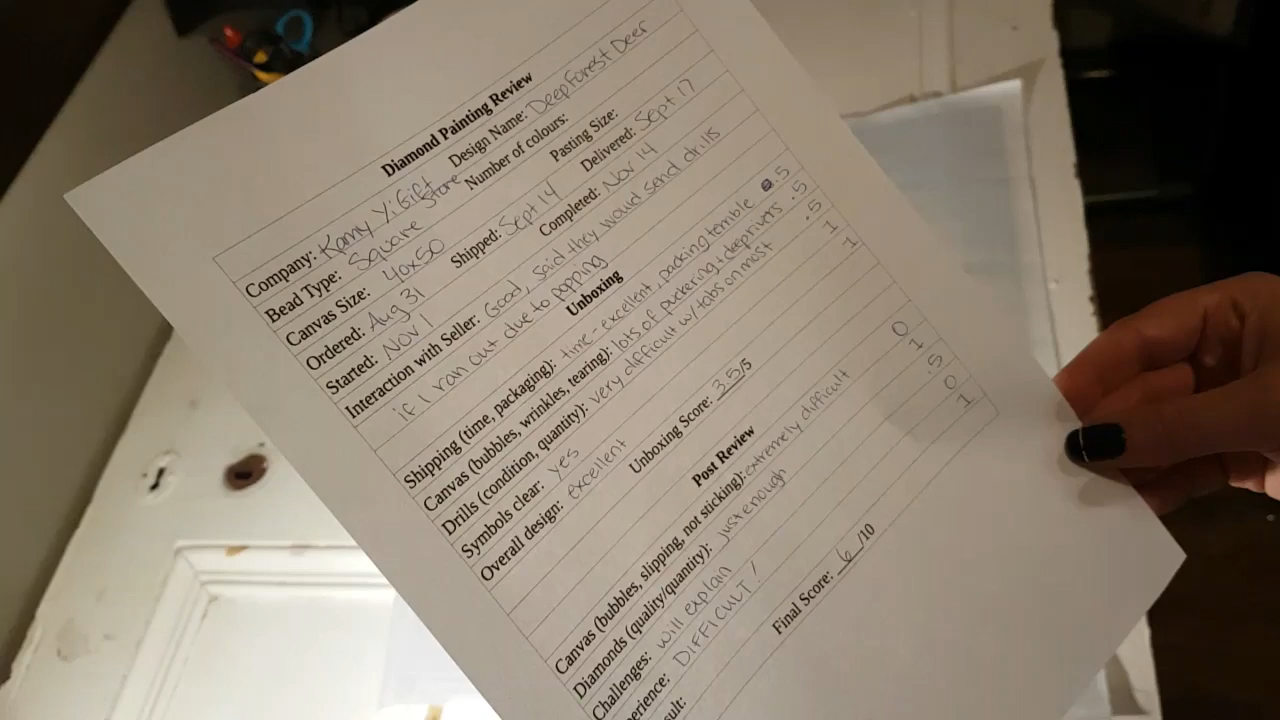 Diamond Painting Review
Company: Kanny Yi Gift Store Design Name: Deep Forest Deer
Bead Type: Square Number of colours:
Canvas Size: 40x50 Pasting Size:
Ordered: Aug 31 Shipped: Sept 14 Delivered: Sept 17
Started: Nov 1 Completed: Nov 14
Interaction with Seller: Good, said they would send drills
if I ran out due to popping
Unboxing
Shipping (time, packaging): time - excellent, packing terrible .5
Canvas (bubbles, wrinkles, tearing): lots of puckering + deep rivers .5
Drills (condition, quantity): very difficult w/ tabs on most .5
Symbols clear: yes 1
Overall design: excellent 1
Unboxing Score: 3.5/5
Post Review
Canvas (bubbles, slipping, not sticking): extremely difficult 0
Diamonds (quality/quantity): just enough 1
Challenges: will explain .5
perience: DIFFICULT! 0
sult: 1
Final Score: 6/10